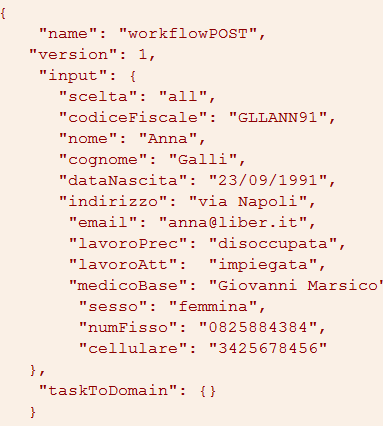 {
"name": "workflowPOST",
"version": 1,
"input": {
"scelta": "all",
"codiceFiscale": "GLLANN91",
"nome": "Anna",
"cognome": "Galli",
"dataNascita": "23/09/1991",
"indirizzo": "via Napoli",
"email": "anna@liber.it",
"lavoroPrec": "disoccupata",
"lavoroAtt":  "impiegata",
"medicoBase": "Giovanni Marsico"
"sesso": "femmina",
"numFisso": "0825884384",
"cellulare": "3425678456"
},
"taskToDomain": {}
}